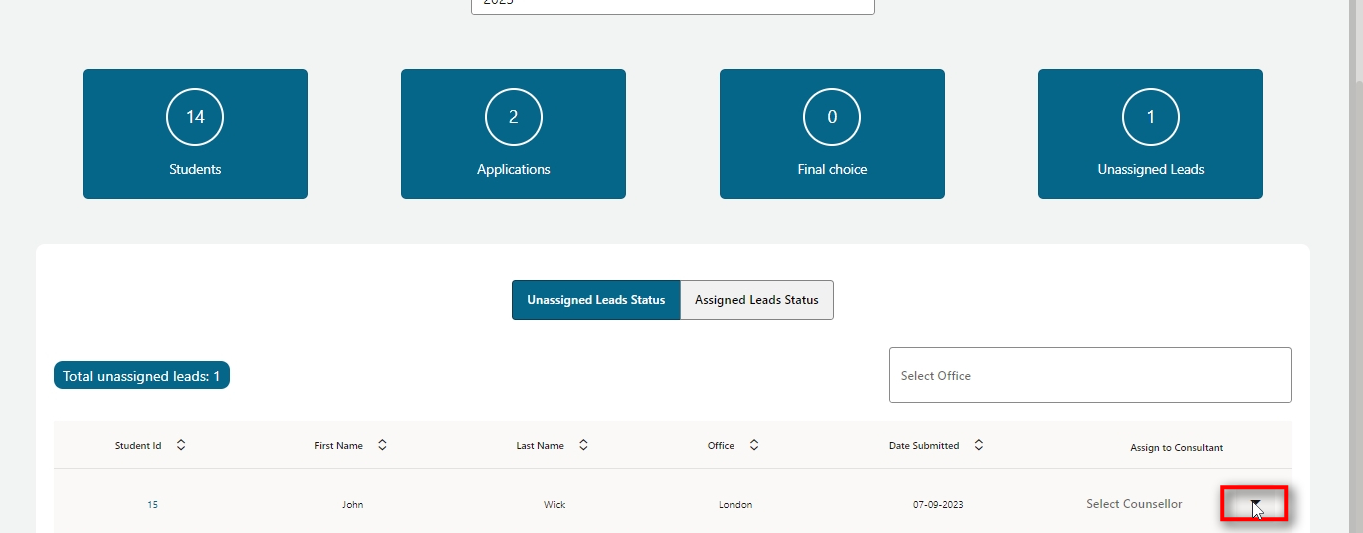 2023
14
Students
2
Applications
0
Final choice
1
Unassigned Leads
Unassigned Leads Status
Assigned Leads Status
Total unassigned leads: 1
Select Office
Student Id
First Name
Last Name
Office
Date Submitted
Assign to Consultant
15
John
Wick
London
07-09-2023
Select Counsellor